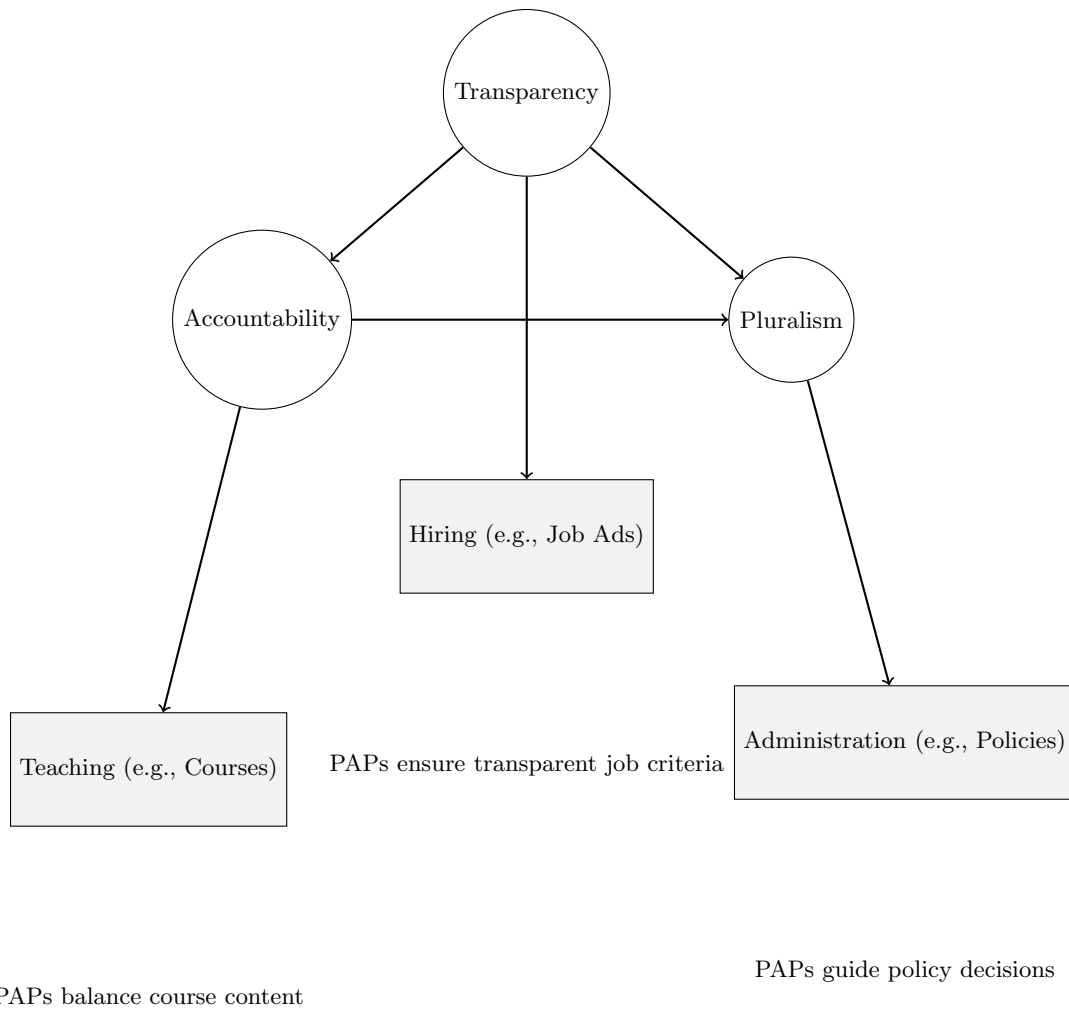 Transparency
Accountability
Pluralism
Hiring (e.g., Job Ads)
Administration (e.g., Policies)
Teaching (e.g., Courses)
PAPs ensure transparent job criteria
PAPs guide policy decisions
PAPs balance course content